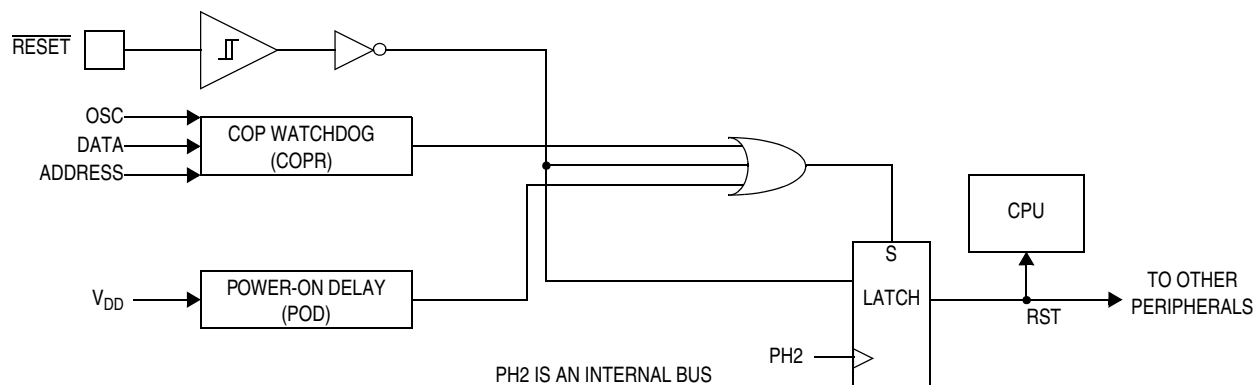 RESET
OSC
DATA
ADDRESS
COP WATCHDOG
(COPR)
CPU
V_DD
POWER-ON DELAY
(POD)
S
LATCH
RST
TO OTHER
PERIPHERALS
PH2
PH2 IS AN INTERNAL BUS